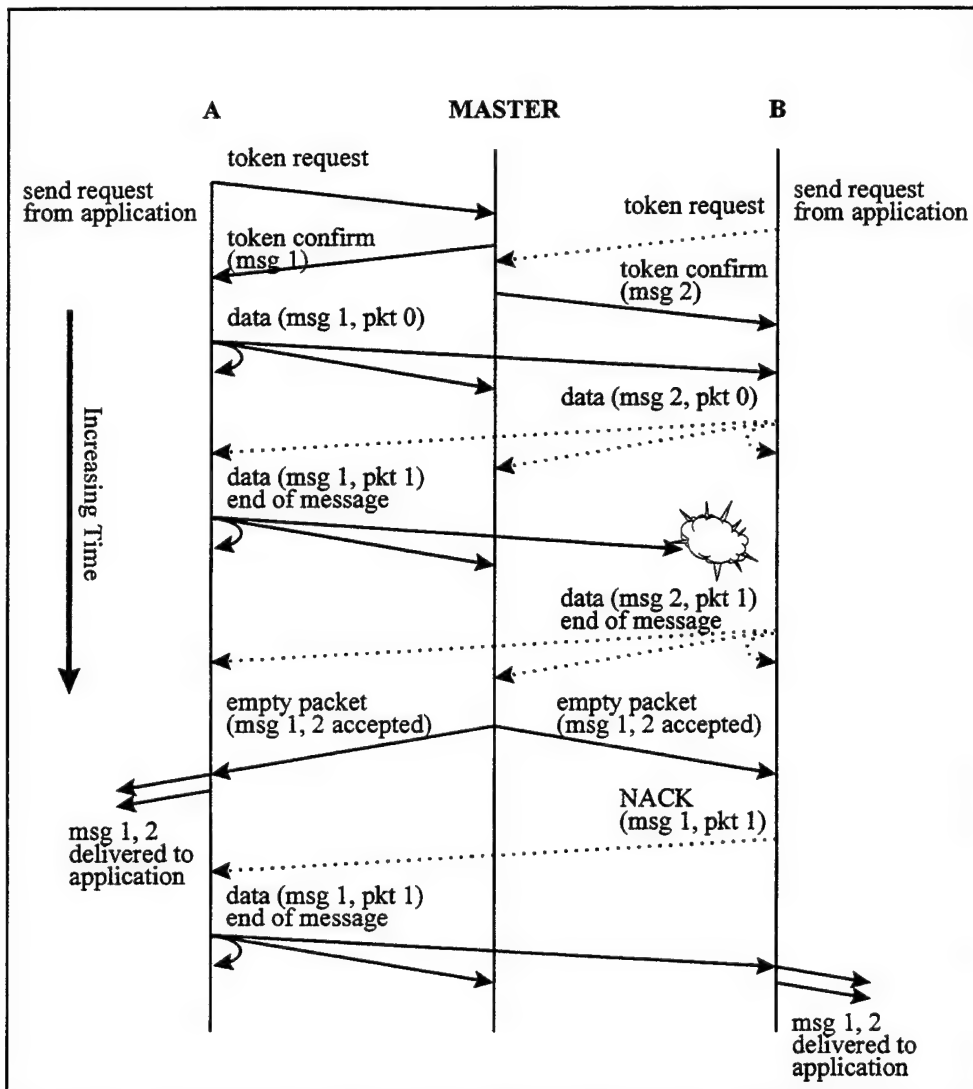 A
MASTER
B
token request
send request
from application
token request
send request
from application
token confirm
(msg 1)
token confirm
(msg 2)
data (msg 1, pkt 0)
data (msg 2, pkt 0)
Increasing Time
data (msg 1, pkt 1)
end of message
data (msg 2, pkt 1)
end of message
empty packet
(msg 1, 2 accepted)
empty packet
(msg 1, 2 accepted)
NACK
(msg 1, pkt 1)
msg 1, 2
delivered to
application
data (msg 1, pkt 1)
end of message
msg 1, 2
delivered to
application